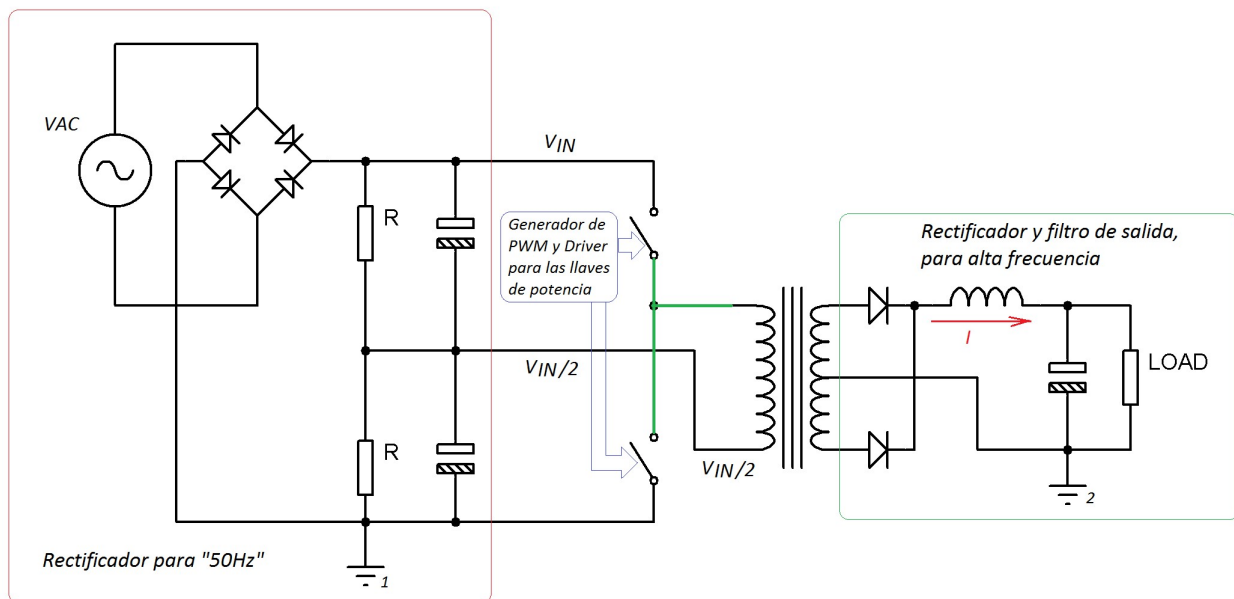 VAC
VIN
R
Generador de
PWM y Driver
para las llaves
de potencia
Rectificador y filtro de salida,
para alta frecuencia
I
VIN/2
LOAD
R
VIN/2
2
Rectificador para "50Hz"
1